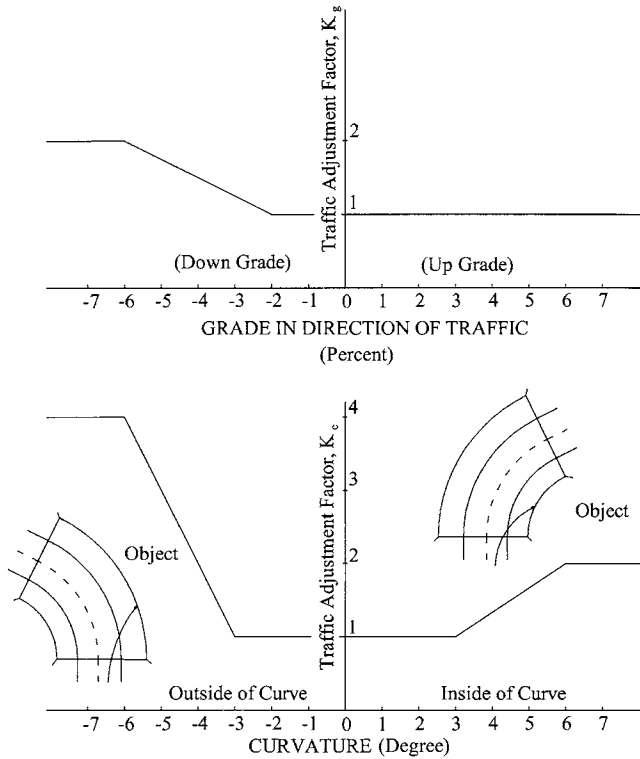 Traffic Adjustment Factor, K g
2
1
(Down Grade) (Up Grade)
-7 -6 -5 -4 -3 -2 -1 0 1 2 3 4 5 6 7
GRADE IN DIRECTION OF TRAFFIC
(Percent)
Traffic Adjustment Factor, K c
4
3
2
1
Object
Object
Outside of Curve Inside of Curve
-7 -6 -5 -4 -3 -2 -1 0 1 2 3 4 5 6 7
CURVATURE (Degree)